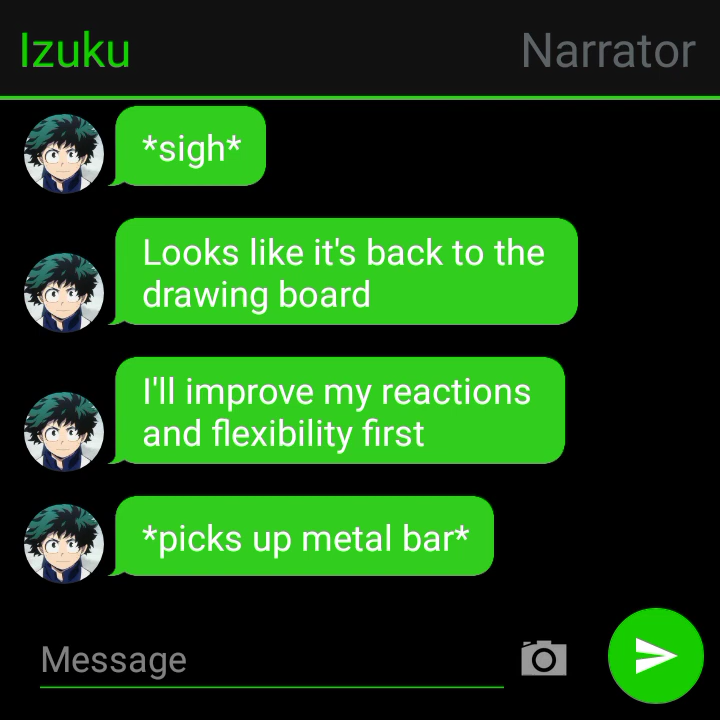 Izuku
Narrator
*sigh*
Looks like it's back to the
drawing board
I'll improve my reactions
and flexibility first
*picks up metal bar*
Message